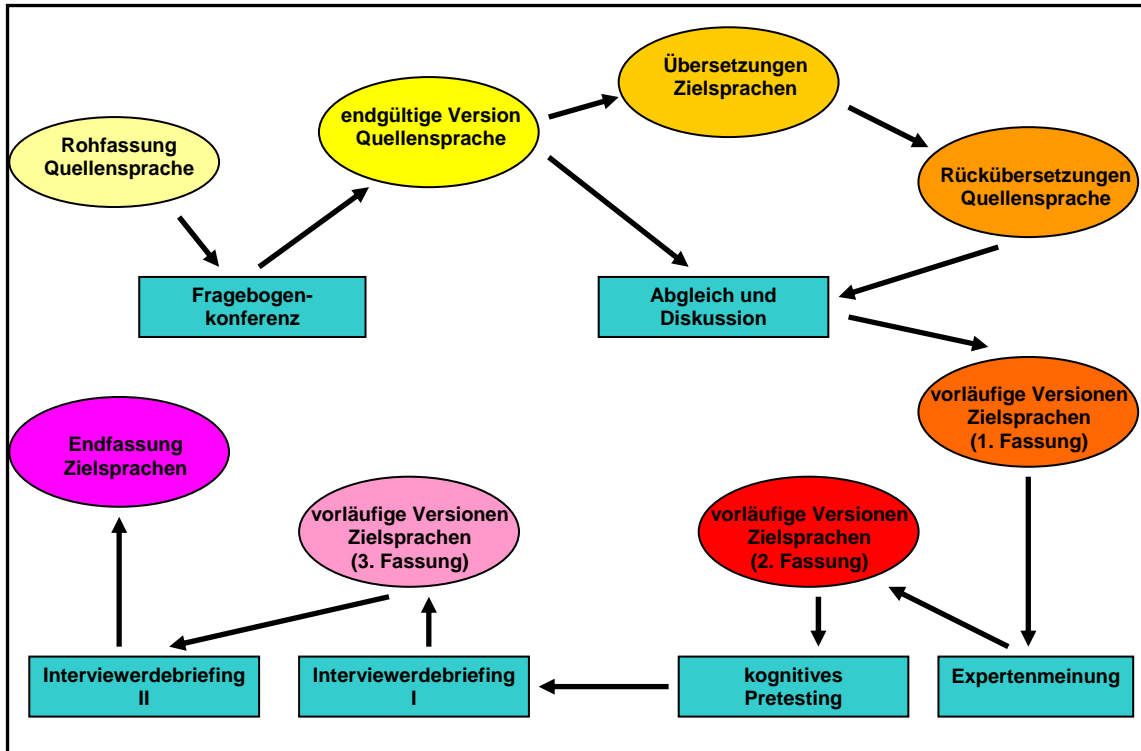 Rohfassung
Quellensprache
Fragebogen-
konferenz
endgültige Version
Quellensprache
Übersetzungen
Zielsprachen
Rückübersetzungen
Quellensprache
Abgleich und
Diskussion
vorläufige Versionen
Zielsprachen
(1. Fassung)
Expertenmeinung
vorläufige Versionen
Zielsprachen
(2. Fassung)
kognitives
Pretesting
Interviewerdebriefing
I
vorläufige Versionen
Zielsprachen
(3. Fassung)
Interviewerdebriefing
II
Endfassung
Zielsprachen